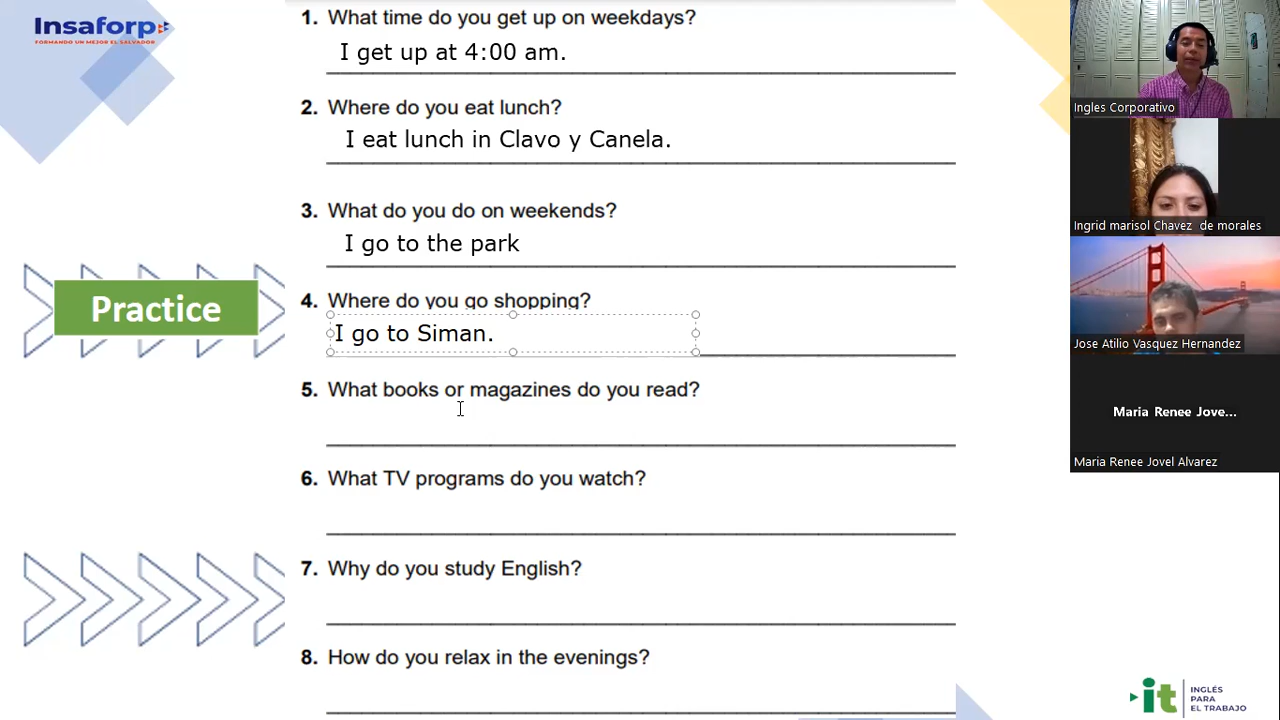 Insaforp
FORMANDO UN MEJOR EL SALVADOR
Practice
1. What time do you get up on weekdays?
I get up at 4:00 am.
2. Where do you eat lunch?
I eat lunch in Clavo y Canela.
3. What do you do on weekends?
I go to the park
4. Where do you go shopping?
I go to Siman.
5. What books or magazines do you read?
6. What TV programs do you watch?
7. Why do you study English?
8. How do you relax in the evenings?
Ingles Corporativo
Ingrid marisol Chavez de morales
Jose Atilio Vasquez Hernandez
Maria Renee Jove...
Maria Renee Jovel Alvarez
it
INGLÉS
PARA
EL TRABAJO